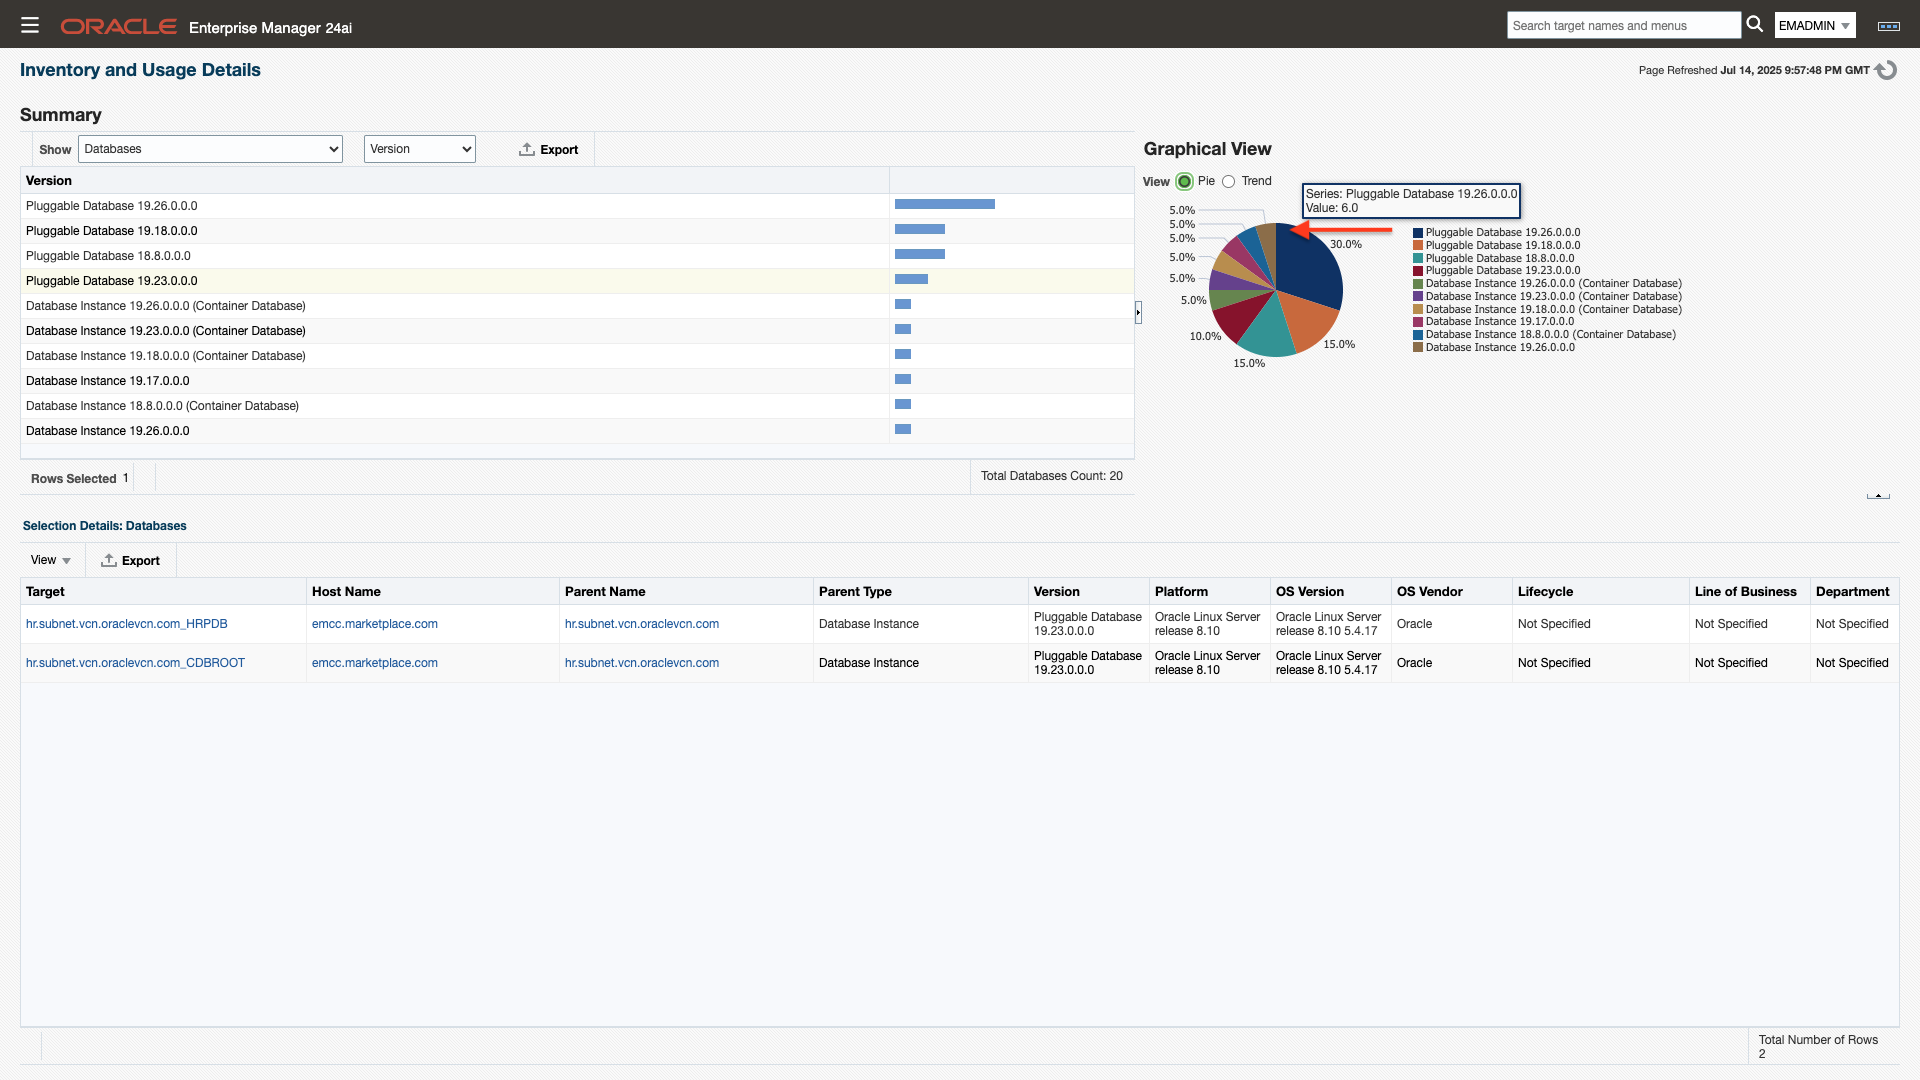 ORACLE Enterprise Manager 24ai
Search target names and menus
EMADMIN
Inventory and Usage Details
Page Refreshed Jul 14, 2025 9:57:48 PM GMT
Summary
Show Databases Version Export
Version
Pluggable Database 19.26.0.0.0
Pluggable Database 19.18.0.0.0
Pluggable Database 18.8.0.0.0
Pluggable Database 19.23.0.0.0
Database Instance 19.26.0.0.0 (Container Database)
Database Instance 19.23.0.0.0 (Container Database)
Database Instance 19.18.0.0.0 (Container Database)
Database Instance 19.17.0.0.0
Database Instance 18.8.0.0.0 (Container Database)
Database Instance 19.26.0.0.0
Rows Selected 1
Total Databases Count: 20
Graphical View
View Pie Trend
Series: Pluggable Database 19.26.0.0.0
Value: 6.0
5.0%
5.0%
5.0%
5.0%
5.0%
5.0%
10.0%
15.0%
15.0%
30.0%
Pluggable Database 19.26.0.0.0
Pluggable Database 19.18.0.0.0
Pluggable Database 18.8.0.0.0
Pluggable Database 19.23.0.0.0
Database Instance 19.26.0.0.0 (Container Database)
Database Instance 19.23.0.0.0 (Container Database)
Database Instance 19.18.0.0.0 (Container Database)
Database Instance 19.17.0.0.0
Database Instance 18.8.0.0.0 (Container Database)
Database Instance 19.26.0.0.0
Selection Details: Databases
View Export
Target Host Name Parent Name Parent Type Version Platform OS Version OS Vendor Lifecycle Line of Business Department
hr.subnet.vcn.oraclevcn.com_HRPDB emcc.marketplace.com hr.subnet.vcn.oraclevcn.com Database Instance Pluggable Database 19.23.0.0.0 Oracle Linux Server release 8.10 Oracle Linux Server release 8.10 5.4.17 Oracle Not Specified Not Specified Not Specified
hr.subnet.vcn.oraclevcn.com_CDBROOT emcc.marketplace.com hr.subnet.vcn.oraclevcn.com Database Instance Pluggable Database 19.23.0.0.0 Oracle Linux Server release 8.10 Oracle Linux Server release 8.10 5.4.17 Oracle Not Specified Not Specified Not Specified
Total Number of Rows
2